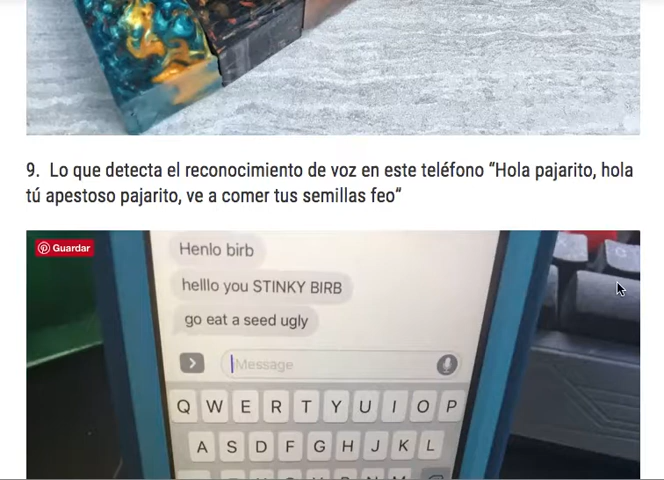 9. Lo que detecta el reconocimiento de voz en este teléfono “Hola pajarito, hola
tú apestoso pajarito, ve a comer tus semillas feo“
Guardar
Henlo birb
helllo you STINKY BIRB
go eat a seed ugly
Message
Q W E R T Y U I O P
A S D F G H J K L